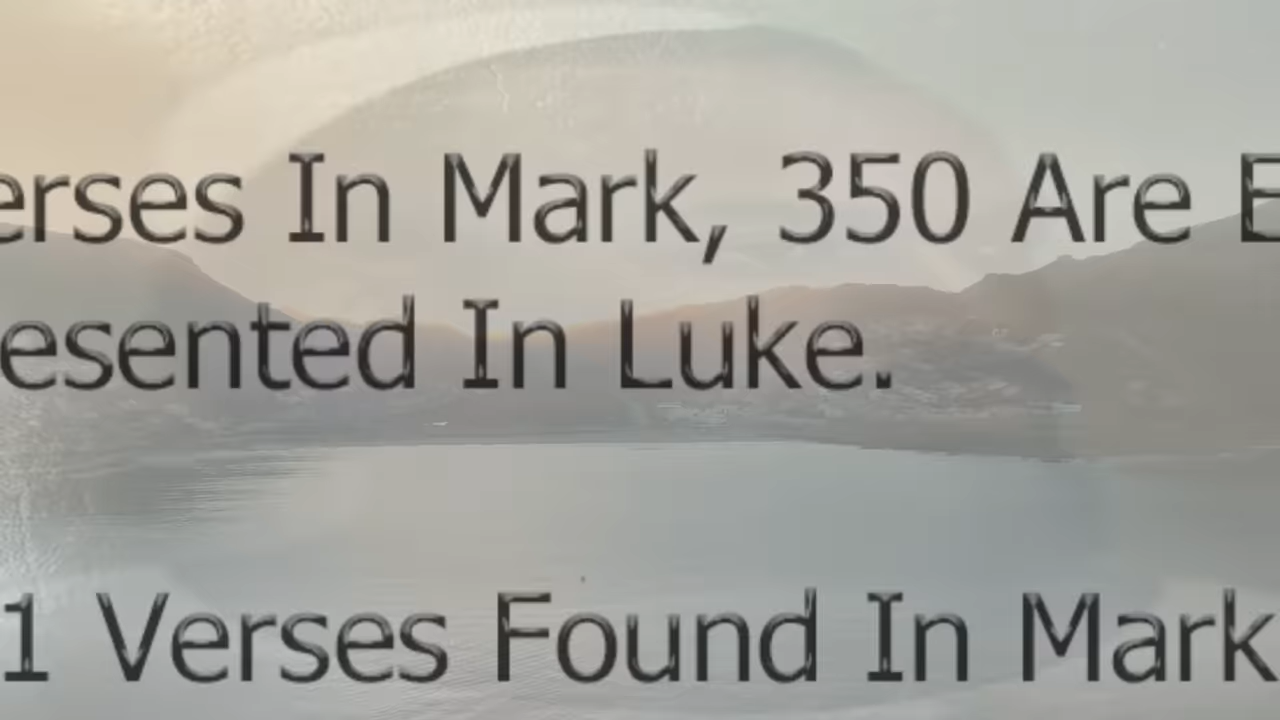 erses In Mark, 350 Are E
esented In Luke.
1 Verses Found In Mark